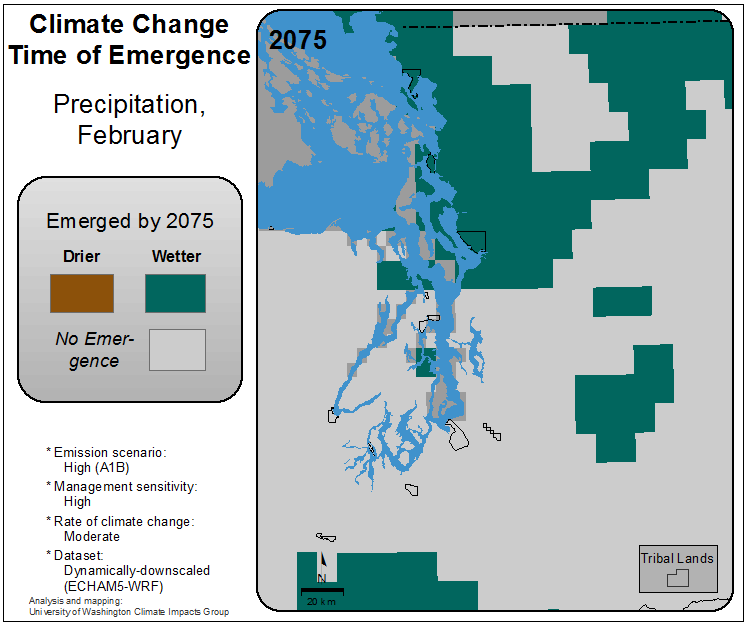 Climate Change
Time of Emergence
Precipitation,
February
Emerged by 2075
Drier
Wetter
No Emer-
gence
* Emission scenario:
High (A1B)
* Management sensitivity:
High
* Rate of climate change:
Moderate
* Dataset:
Dynamically-downscaled
(ECHAM5-WRF)
Analysis and mapping:
University of Washington Climate Impacts Group
2075
N
20 km
Tribal Lands